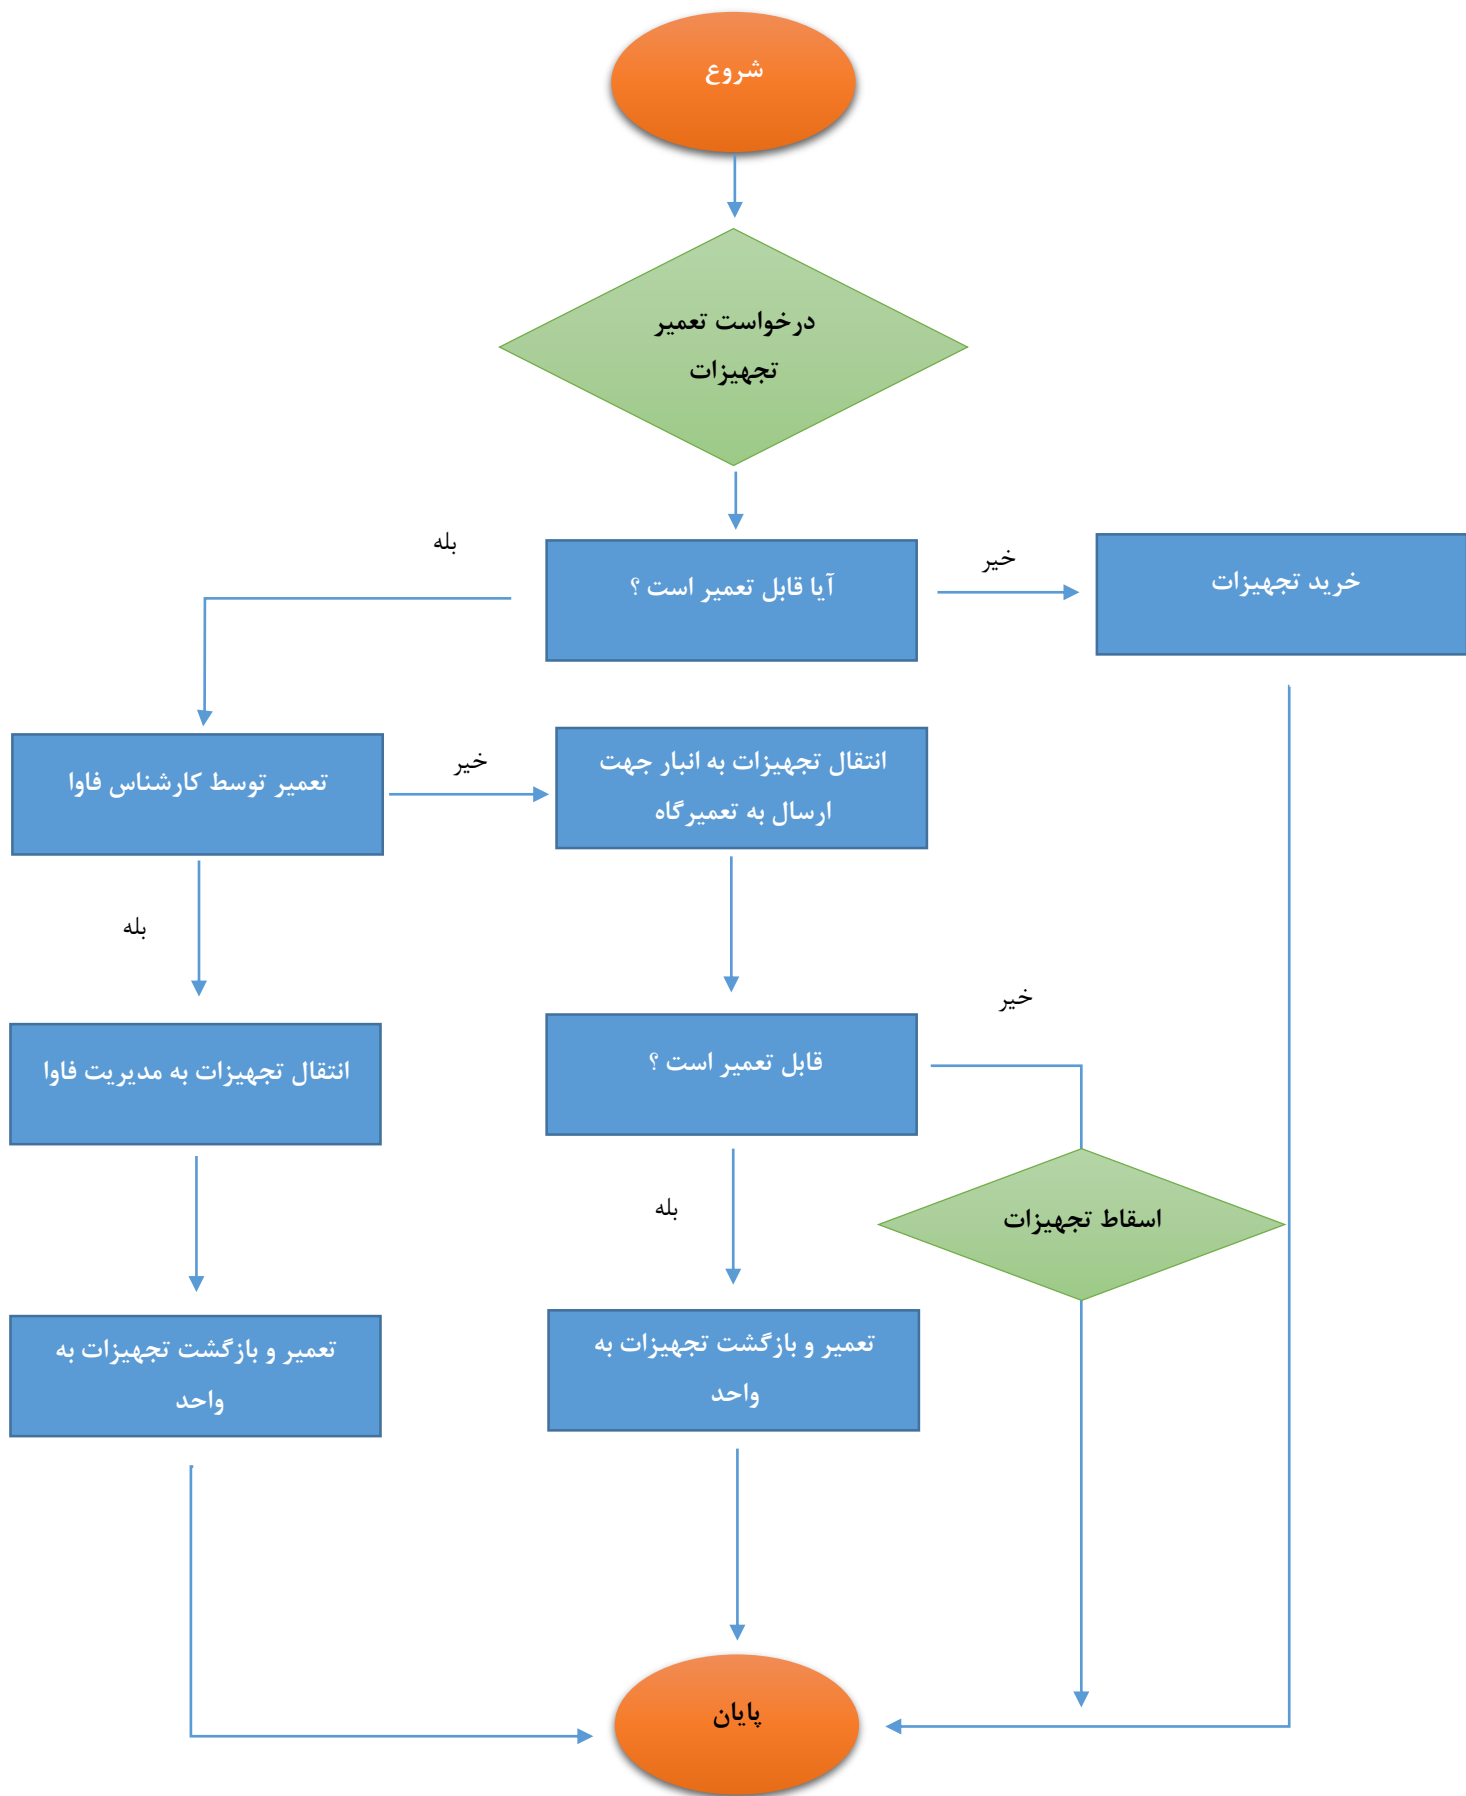 شروع
درخواست تعمیر
تجهیزات
بله
آیا قابل تعمیر است ؟
خیر
خرید تجهیزات
تعمیر توسط کارشناس فاوا
خیر
انتقال تجهیزات به انبار جهت
ارسال به تعمیرگاه
بله
خیر
انتقال تجهیزات به مدیریت فاوا
قابل تعمیر است ؟
بله
اسقاط تجهیزات
تعمیر و بازگشت تجهیزات به
واحد
تعمیر و بازگشت تجهیزات به
واحد
پایان